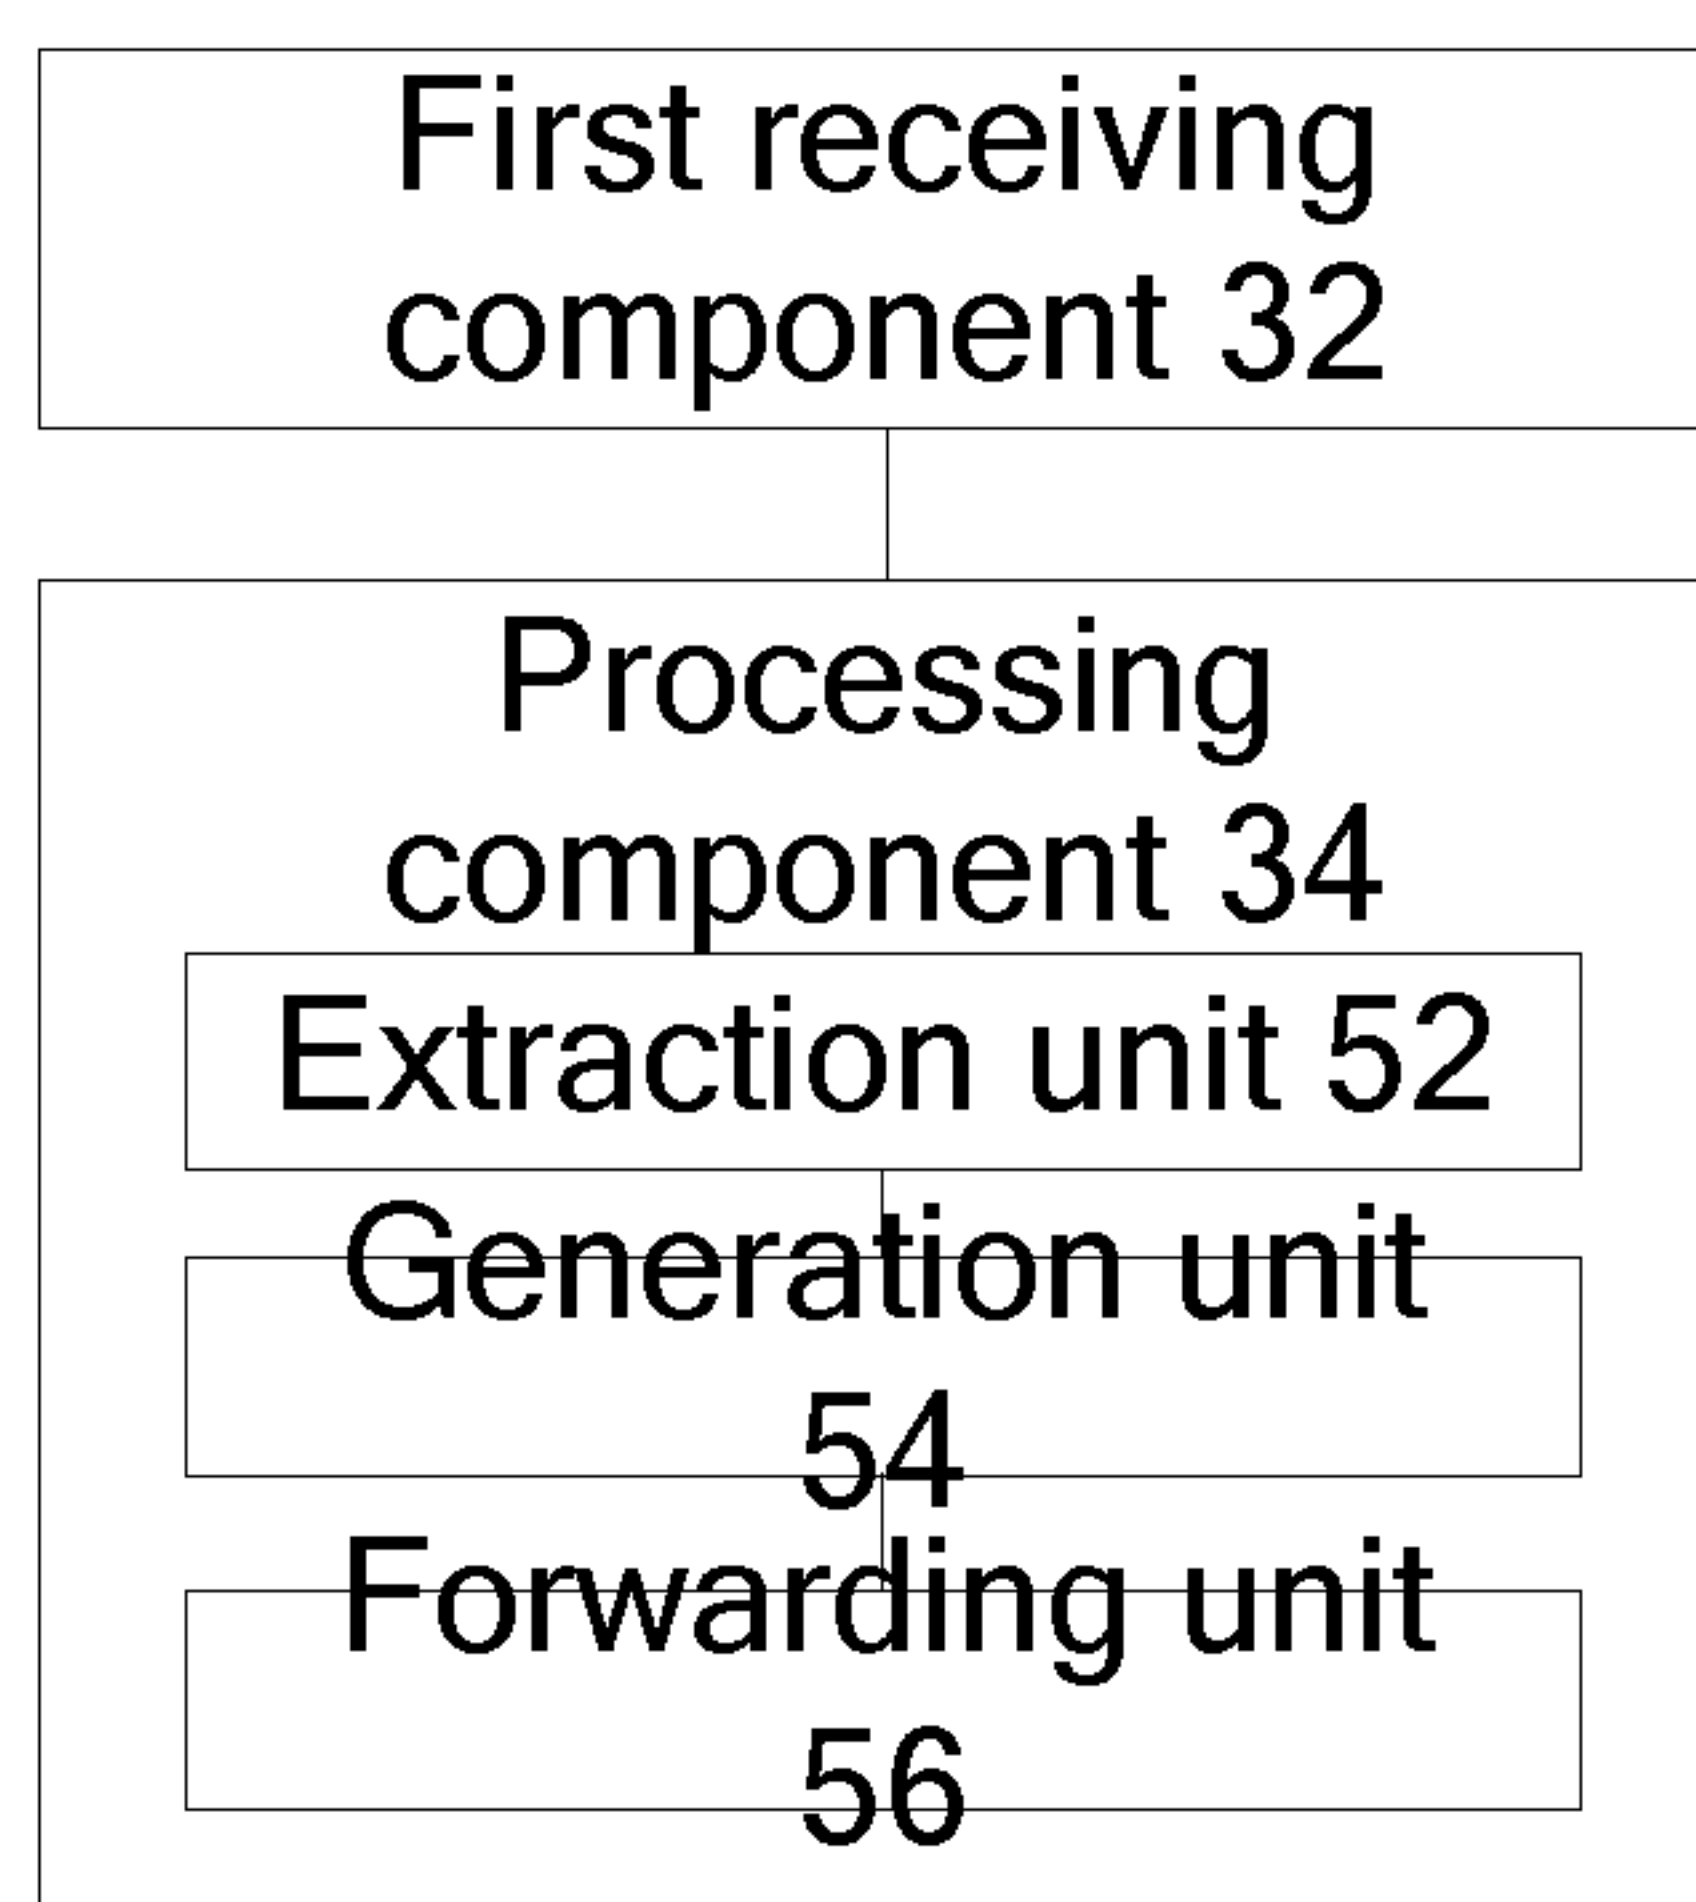 First receiving
component 32
Processing
component 34
Extraction unit 52
Generation unit
54
Forwarding unit
56